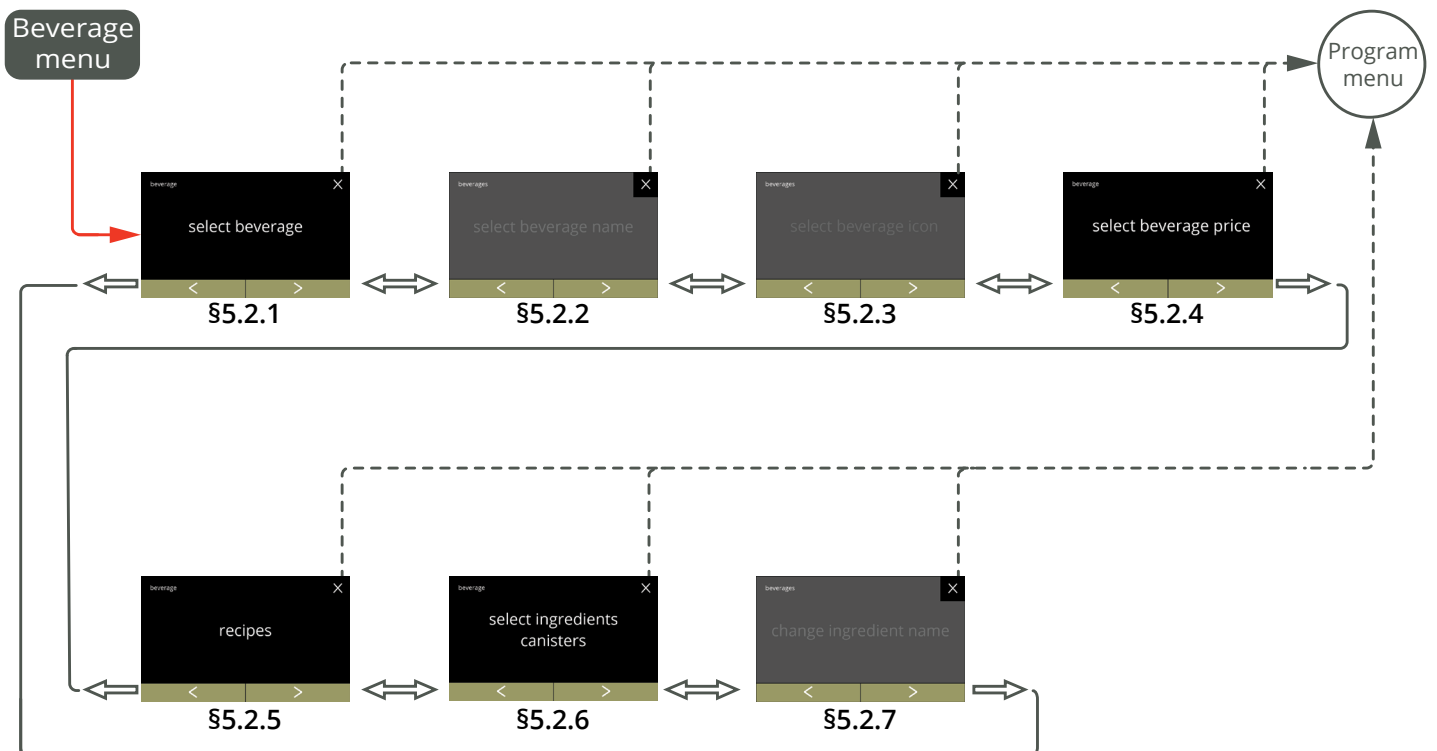 Beverage
menu
Program
menu
beverage
X
select beverage
< >
§5.2.1
beverages
X
select beverage name
< >
§5.2.2
beverages
X
select beverage icon
< >
§5.2.3
beverage
X
select beverage price
< >
§5.2.4
beverage
X
recipes
< >
§5.2.5
beverage
X
select ingredients
canisters
< >
§5.2.6
beverages
X
change ingredient name
< >
§5.2.7